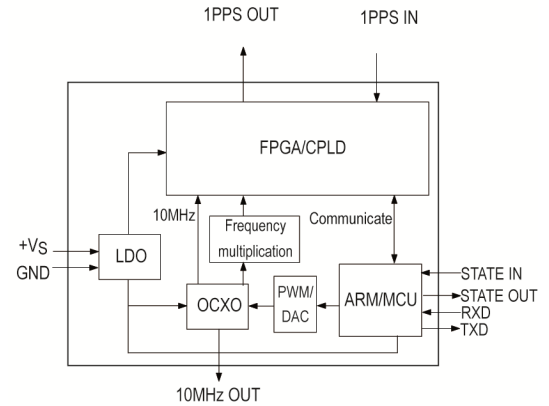 1PPS OUT
1PPS IN
FPGA/CPLD
10MHz
Frequency
multiplication
Communicate
+VS
GND
LDO
OCXO
PWM/
DAC
ARM/MCU
STATE IN
STATE OUT
RXD
TXD
10MHz OUT